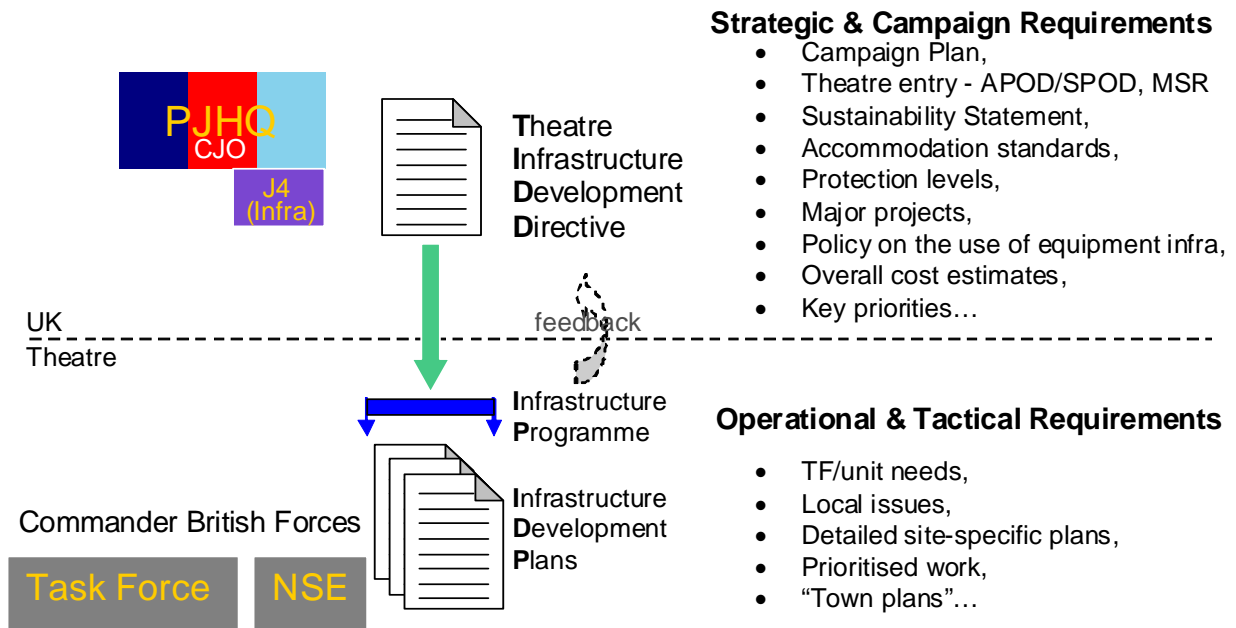 Strategic & Campaign Requirements
• Campaign Plan,
• Theatre entry - APOD/SPOD, MSR
• Sustainability Statement,
• Accommodation standards,
• Protection levels,
• Major projects,
• Policy on the use of equipment infra,
• Overall cost estimates,
• Key priorities…
PJHQ
CJO
J4
(Infra)
Theatre
Infrastructure
Development
Directive
UK
feedback
Theatre
Infrastructure
Programme
Infrastructure
Development
Plans
Commander British Forces
Task Force
NSE
Operational & Tactical Requirements
• TF/unit needs,
• Local issues,
• Detailed site-specific plans,
• Prioritised work,
• “Town plans”…